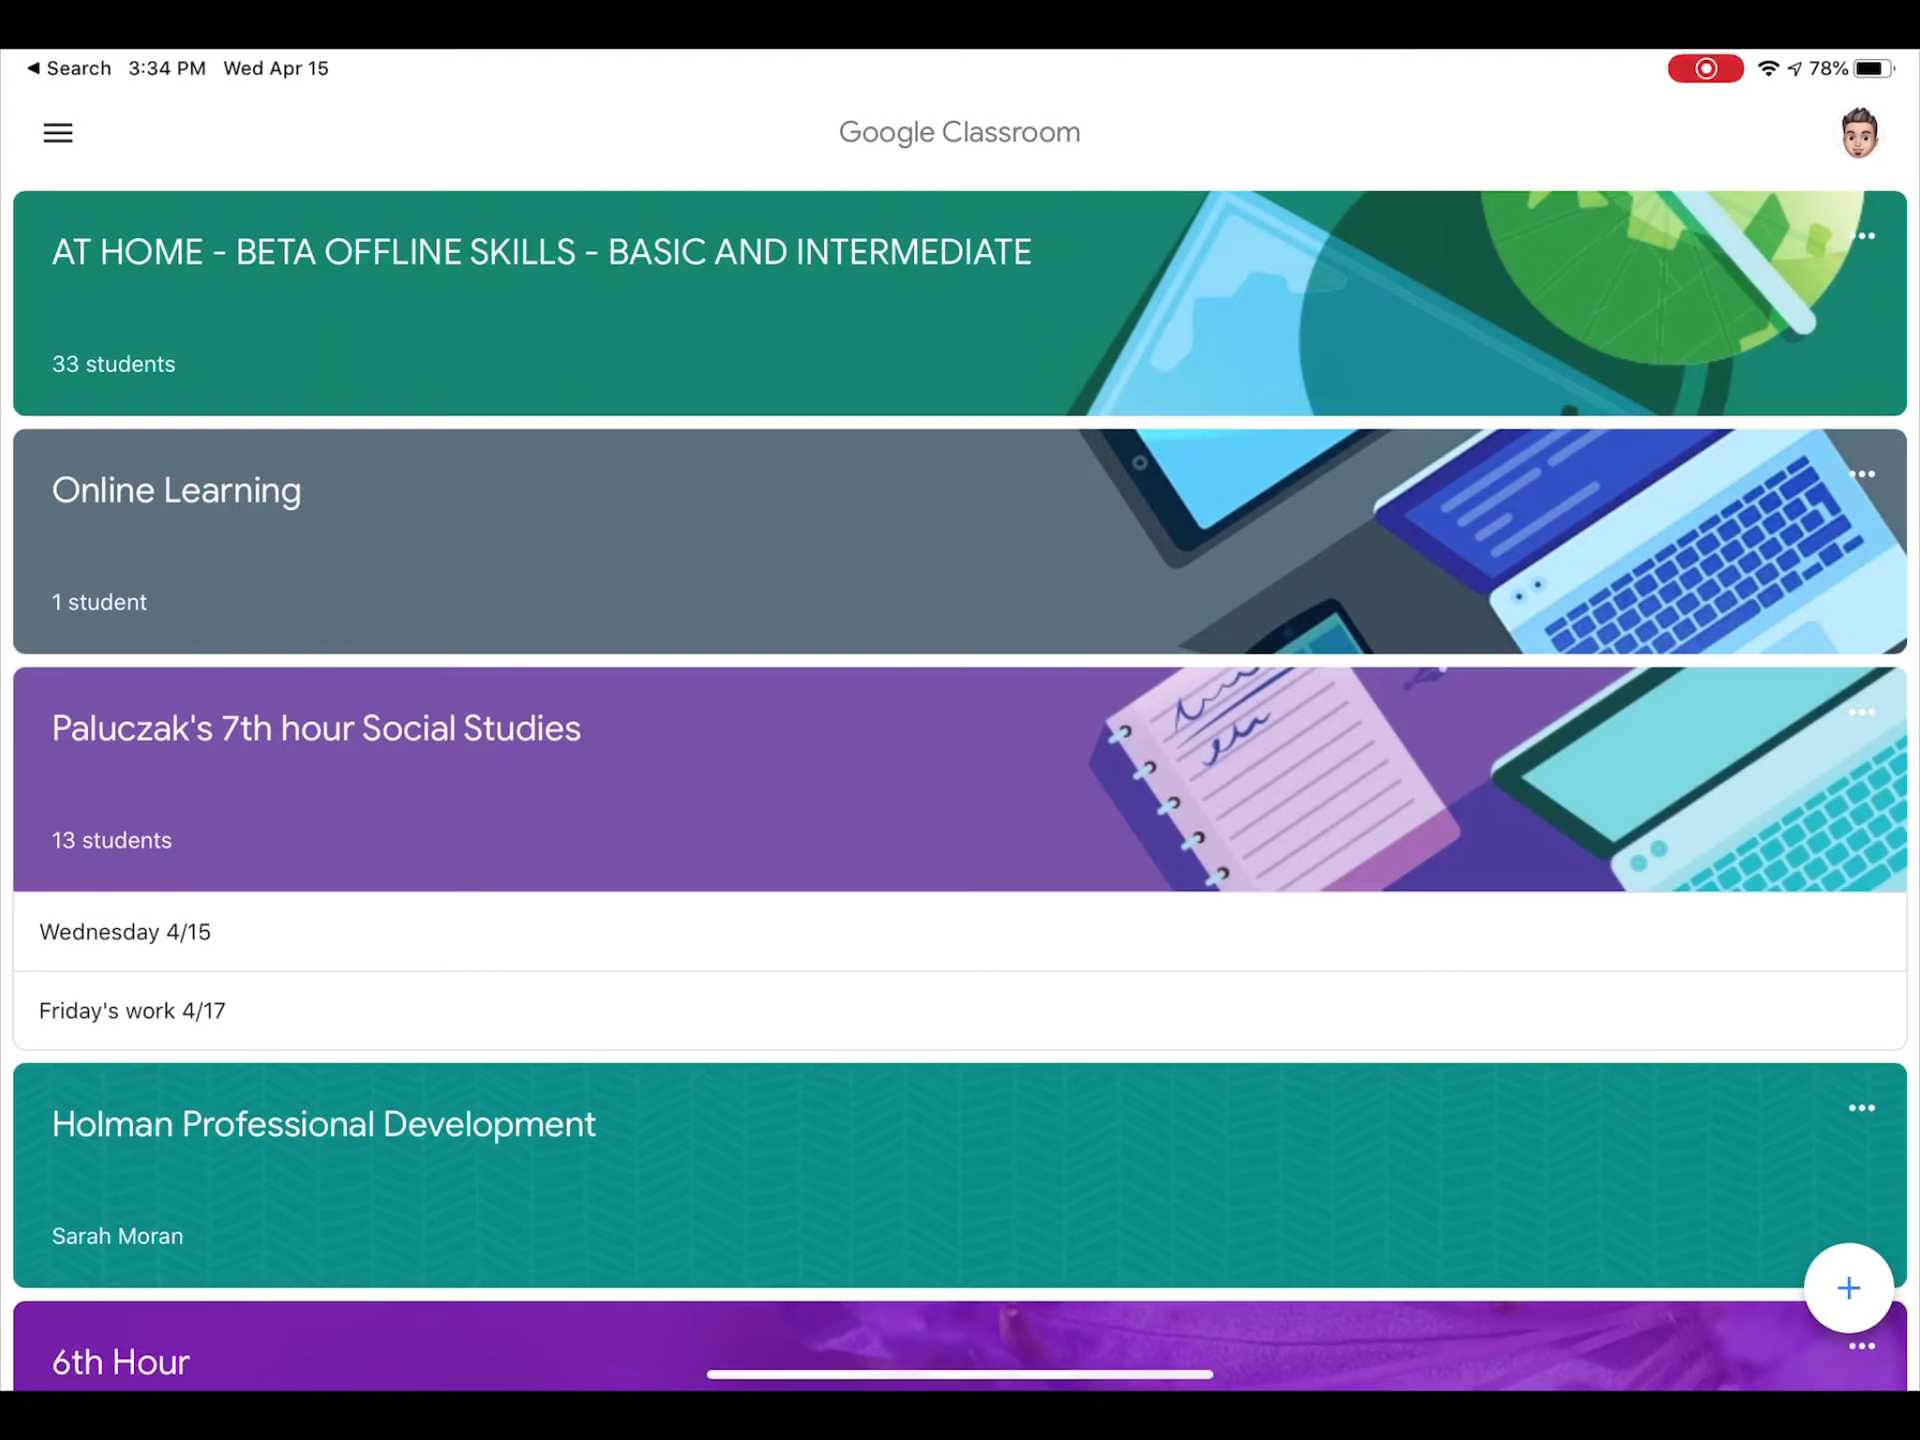 Search 3:34 PM Wed Apr 15
78%
Google Classroom
AT HOME - BETA OFFLINE SKILLS - BASIC AND INTERMEDIATE
33 students
Online Learning
1 student
Paluczak's 7th hour Social Studies
13 students
Wednesday 4/15
Friday's work 4/17
Holman Professional Development
Sarah Moran
6th Hour